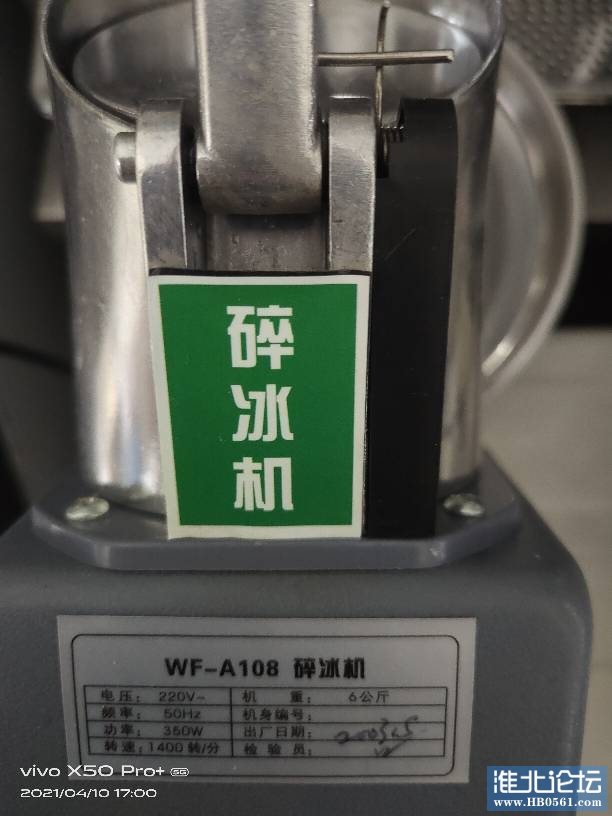 碎
冰
机
WF-A108 碎冰机
电压: 220V~ 机 重: 6公斤
频率: 50Hz 机身编号:
功率: 350W 出厂日期:
转速: 1400转/分 检 验 员:
vivo X50 Pro+ 5G
2021/04/10 17:00
淮北论坛
www.HB0561.com